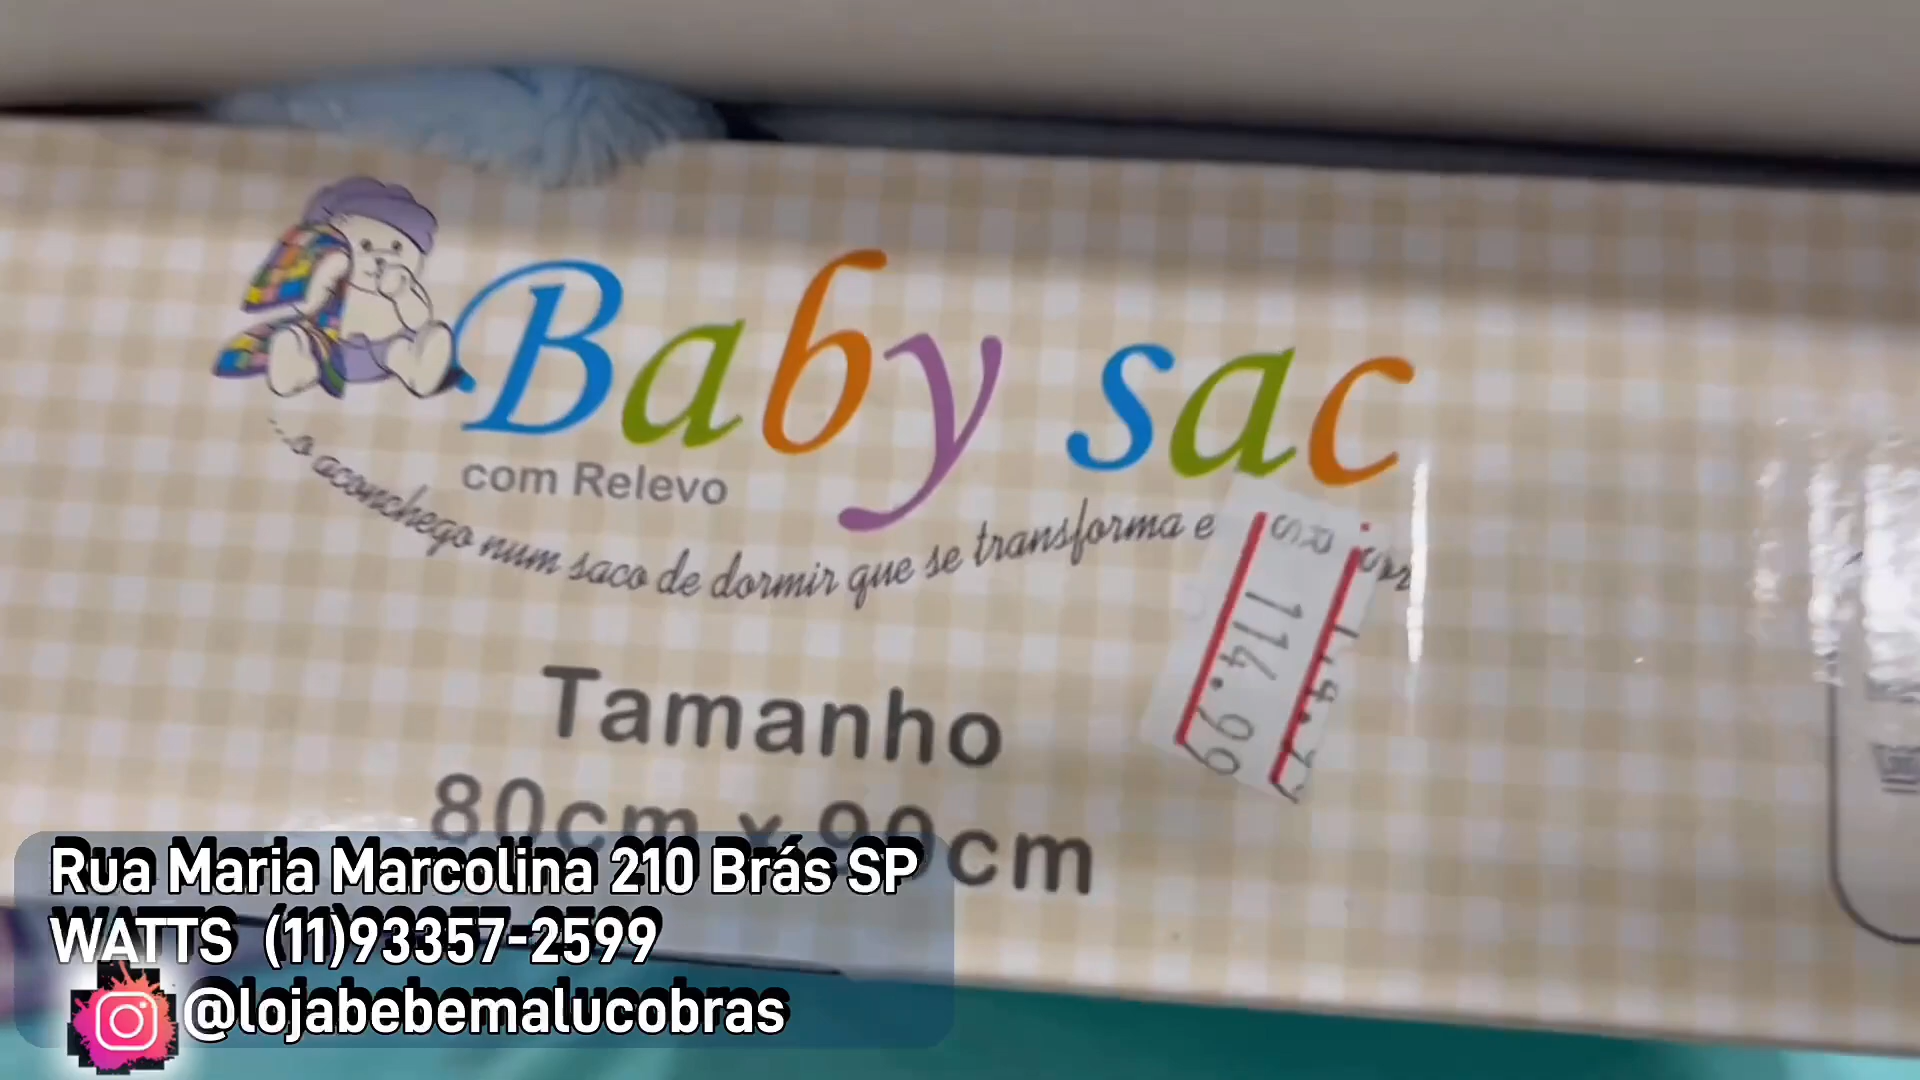 Baby sac
com Relevo
...o aconchego num saco de dormir que se transforma e
R$
114.99
Tamanho
80cm x 90cm
Rua Maria Marcolina 210 Brás SP
WATTS (11)93357-2599
@lojabebemalucobras